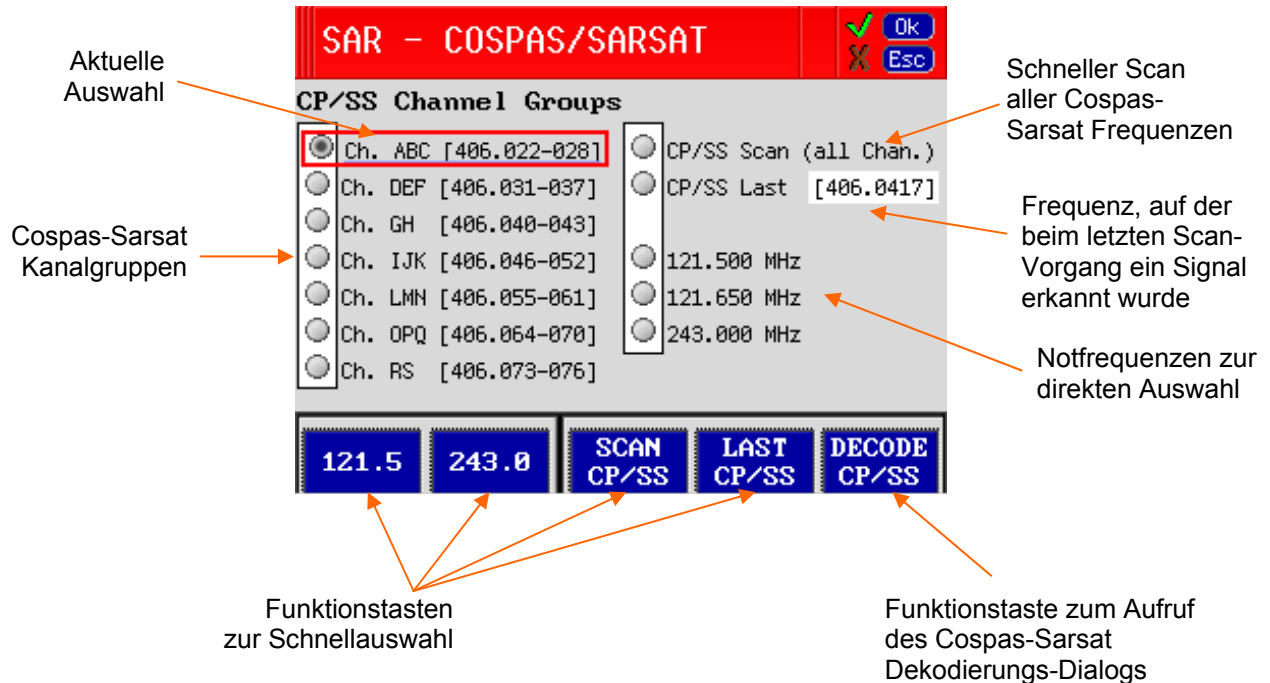 SAR - COSPAS/SARSAT
Ok
Esc
Aktuelle
Auswahl
CP/SS Channel Groups
Ch. ABC [406.022-028]
Ch. DEF [406.031-037]
Ch. GH [406.040-043]
Ch. IJK [406.046-052]
Ch. LMN [406.055-061]
Ch. OPQ [406.064-070]
Ch. RS [406.073-076]
CP/SS Scan (all Chan.)
CP/SS Last [406.0417]
121.500 MHz
121.650 MHz
243.000 MHz
Cospas-Sarsat
Kanalgruppen
Schneller Scan
aller Cospas-
Sarsat Frequenzen
Frequenz, auf der
beim letzten Scan-
Vorgang ein Signal
erkannt wurde
Notfrequenzen zur
direkten Auswahl
121.5
243.0
SCAN
CP/SS
LAST
CP/SS
DECODE
CP/SS
Funktionstasten
zur Schnellauswahl
Funktionstaste zum Aufruf
des Cospas-Sarsat
Dekodierungs-Dialogs